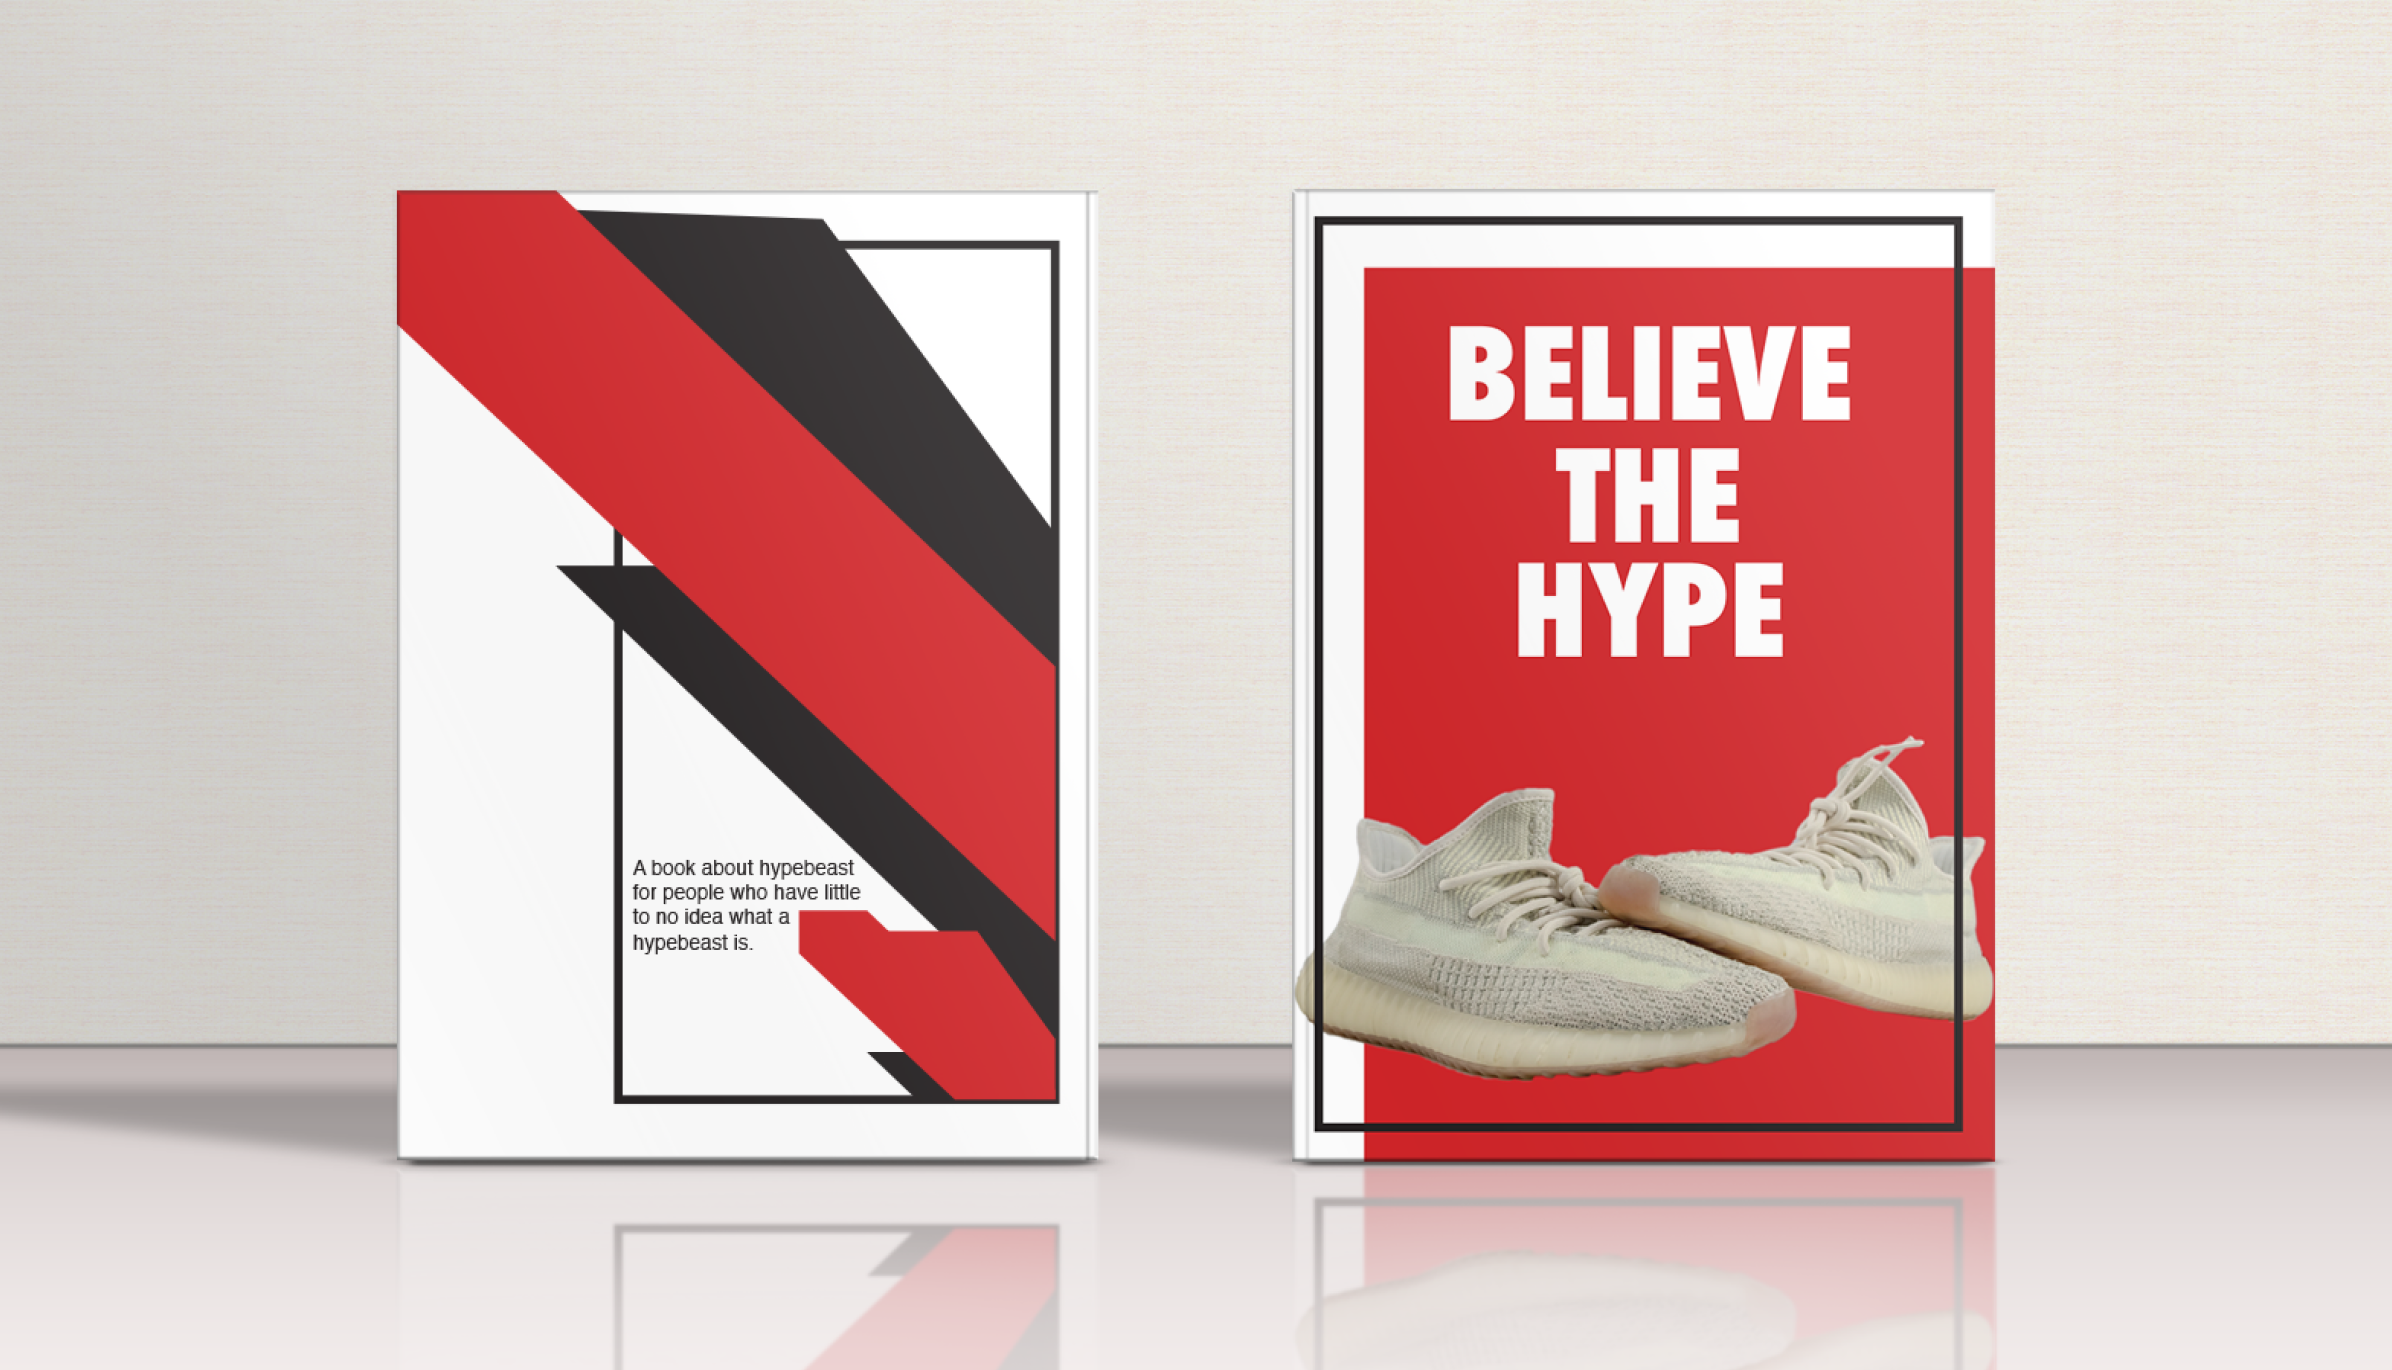 A book about hypebeast
for people who have little
to no idea what a
hypebeast is.
BELIEVE
THE
HYPE